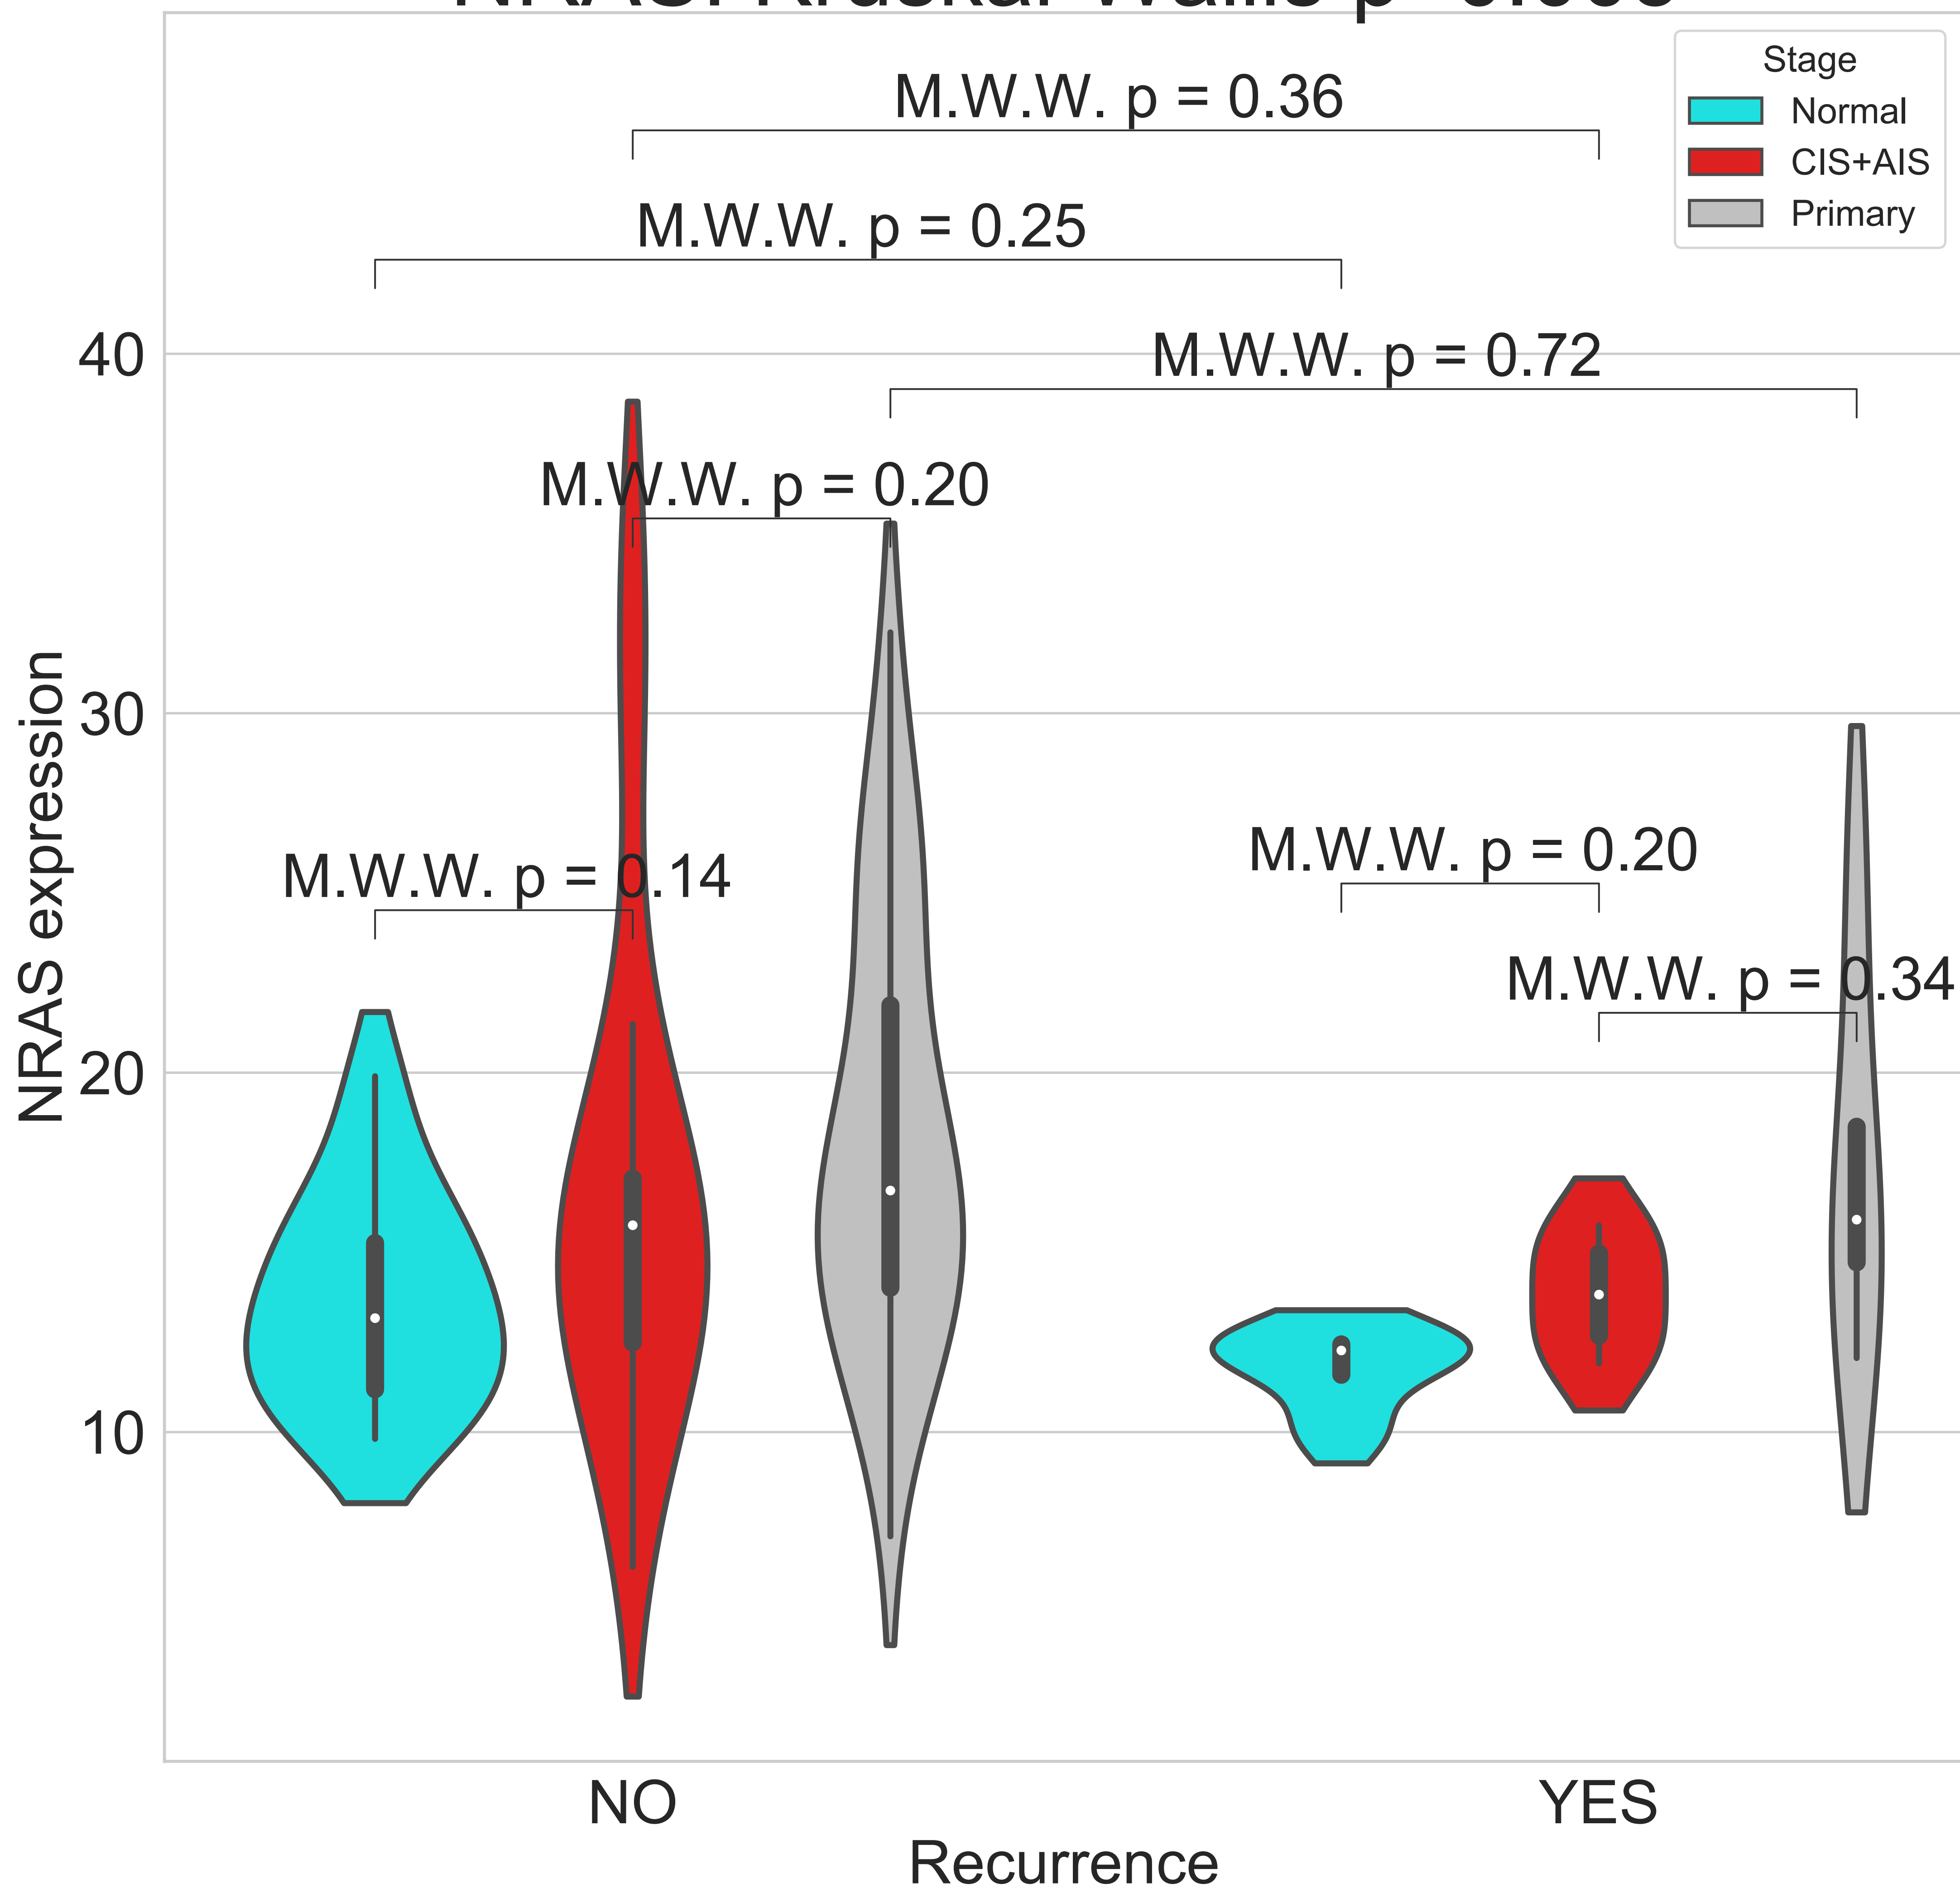 Stage
Normal
CIS+AIS
Primary
M.W.W. p = 0.36
M.W.W. p = 0.25
M.W.W. p = 0.72
M.W.W. p = 0.20
M.W.W. p = 0.14
M.W.W. p = 0.20
M.W.W. p = 0.34
NRAS expression
40
30
20
10
NO
YES
Recurrence